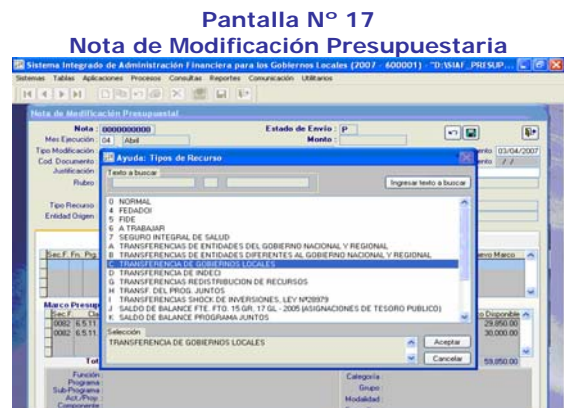 Pantalla Nº 17
Nota de Modificación Presupuestaria
Sistema Integrado de Administración Financiera para los Gobiernos Locales (2007 - 600001) - "D:\SIAF_PRESUP...
Sistemas Tablas Aplicaciones Procesos Consultas Reportes Comunicación Utilitarios
Nota de Modificación Presupuestal
Nota : 0000000000 Estado de Envío : P
Mes Ejecución : 04 Abril Monto :
Tipo Modificación 03/04/2007
Cod. Documento / /
Justificación
Rubro
Tipo Recurso
Entidad Origen
Ayuda: Tipos de Recurso
Texto a buscar
Ingresar texto a buscar
0 NORMAL
4 FEDADOI
5 FIDE
6 A TRABAJAR
7 SEGURO INTEGRAL DE SALUD
A TRANSFERENCIAS DE ENTIDADES DEL GOBIERNO NACIONAL Y REGIONAL
B TRANSFERENCIAS DE ENTIDADES DIFERENTES AL GOBIERNO NACIONAL Y REGIONAL
C TRANSFERENCIA DE GOBIERNOS LOCALES
D TRANSFERENCIA DE INDECI
G TRANSFERENCIAS-REDISTRIBUCION DE RECURSOS
H TRANSF. DEL PROG. JUNTOS
I TRANSFERENCIAS SHOCK DE INVERSIONES, LEY Nº28979
J SALDO DE BALANCE FTE. FTO. 15 GR, 17 GL - 2005 (ASIGNACIONES DE TESORO PUBLICO)
K SALDO DE BALANCE PROGRAMA JUNTOS
Selección
TRANSFERENCIA DE GOBIERNOS LOCALES
Aceptar
Cancelar
Sec.F. Fn. Prg. Nuevo Marco
Marco Presup
Sec.F. Cla Disponible
0082 6.5.11. 29,850.00
0082 6.5.11. 30,000.00
Tot 59,850.00
Función :
Programa :
Sub-Programa :
Act./Proy. :
Componente :
Categoría :
Grupo :
Modalidad :